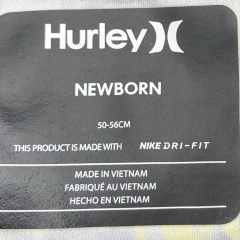 Hurley
NEWBORN
50-56CM
THIS PRODUCT IS MADE WITH NIKE DRI-FIT
MADE IN VIETNAM
FABRIQUÉ AU VIETNAM
HECHO EN VIETNAM